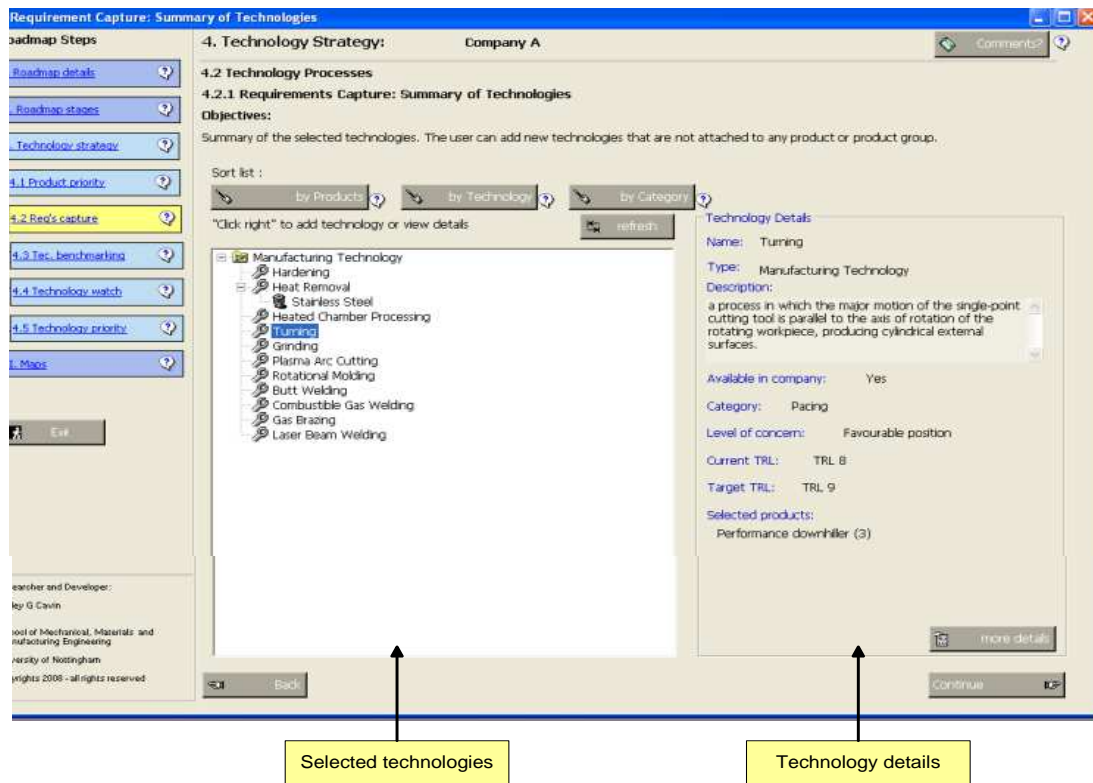 Requirement Capture: Summary of Technologies
oadmap Steps
Roadmap details
Roadmap stages
Technology strategy
4.1 Product priority
4.2 Req's capture
4.3 Tec. benchmarking
4.4 Technology watch
4.5 Technology priority
. Maps
Exit
earcher and Developer:
ley G Cavin
ool of Mechanical, Materials and
nufacturing Engineering
versity of Nottingham
yrights 2008 - all rights reserved
4. Technology Strategy: Company A
Comments?
4.2 Technology Processes
4.2.1 Requirements Capture: Summary of Technologies
Objectives:
Summary of the selected technologies. The user can add new technologies that are not attached to any product or product group.
Sort list :
by Products by Technology by Category
"Click right" to add technology or view details
refresh
Manufacturing Technology
Hardening
Heat Removal
Stainless Steel
Heated Chamber Processing
Turning
Grinding
Plasma Arc Cutting
Rotational Molding
Butt Welding
Combustible Gas Welding
Gas Brazing
Laser Beam Welding
Technology Details
Name: Turning
Type: Manufacturing Technology
Description:
a process in which the major motion of the single-point
cutting tool is parallel to the axis of rotation of the
rotating workpiece, producing cylindrical external
surfaces.
Available in company: Yes
Category: Pacing
Level of concern: Favourable position
Current TRL: TRL 8
Target TRL: TRL 9
Selected products:
Performance downhiller (3)
more details
Back
Continue
Selected technologies
Technology details